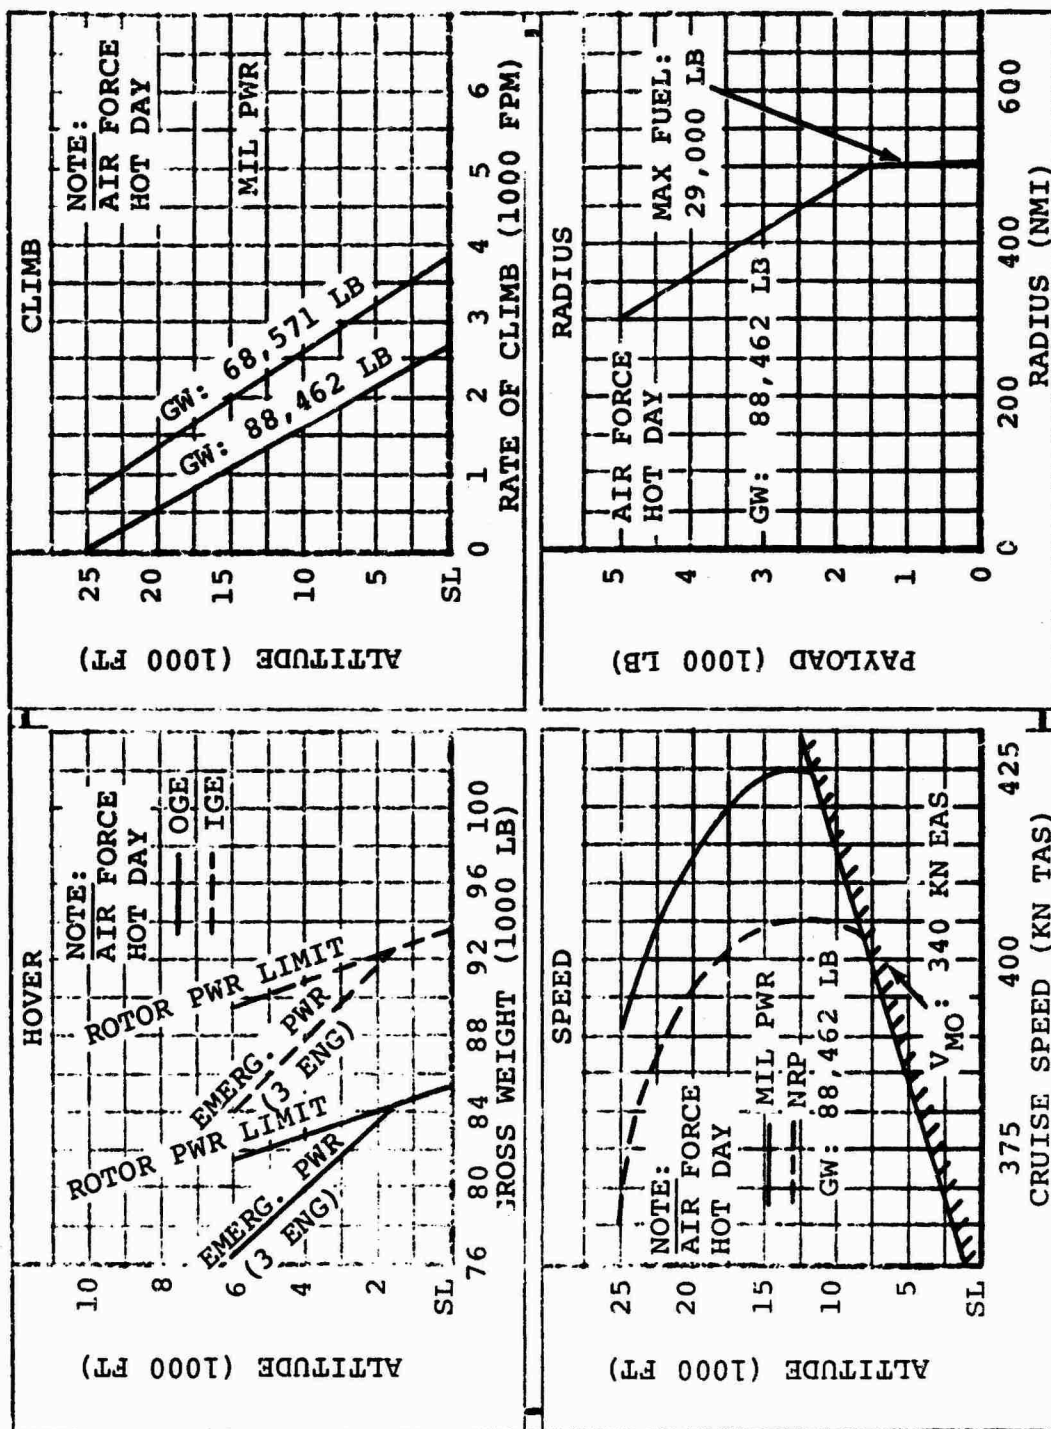 HOVER
NOTE:
AIR FORCE
HOT DAY
OGE
IGE
ROTOR PWR LIMIT
EMERG. PWR
(3 ENG)
ROTOR PWR LIMIT
EMERG. PWR
(3 ENG)
ALTITUDE (1000 FT)
10
8
6
4
2
SL
76 80 84 88 92 96 100
GROSS WEIGHT (1000 LB)
CLIMB
NOTE:
AIR FORCE
HOT DAY
MIL PWR
GW: 68,571 LB
GW: 88,462 LB
ALTITUDE (1000 FT)
25
20
15
10
5
SL
0 1 2 3 4 5 6
RATE OF CLIMB (1000 FPM)
SPEED
NOTE:
AIR FORCE
HOT DAY
MIL PWR
NRP
GW: 88,462 LB
VMO: 340 KN EAS
ALTITUDE (1000 FT)
25
20
15
10
5
SL
375 400 425
CRUISE SPEED (KN TAS)
RADIUS
AIR FORCE
HOT DAY
MAX FUEL:
29,000 LB
GW: 88,462 LB
PAYLOAD (1000 LB)
5
4
3
2
1
0
0 200 400 600
RADIUS (NMI)